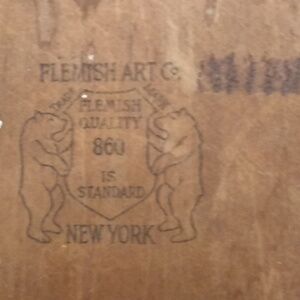 FLEMISH ART Co.
TRADE MARK
FLEMISH
QUALITY
860
IS
STANDARD
NEW YORK